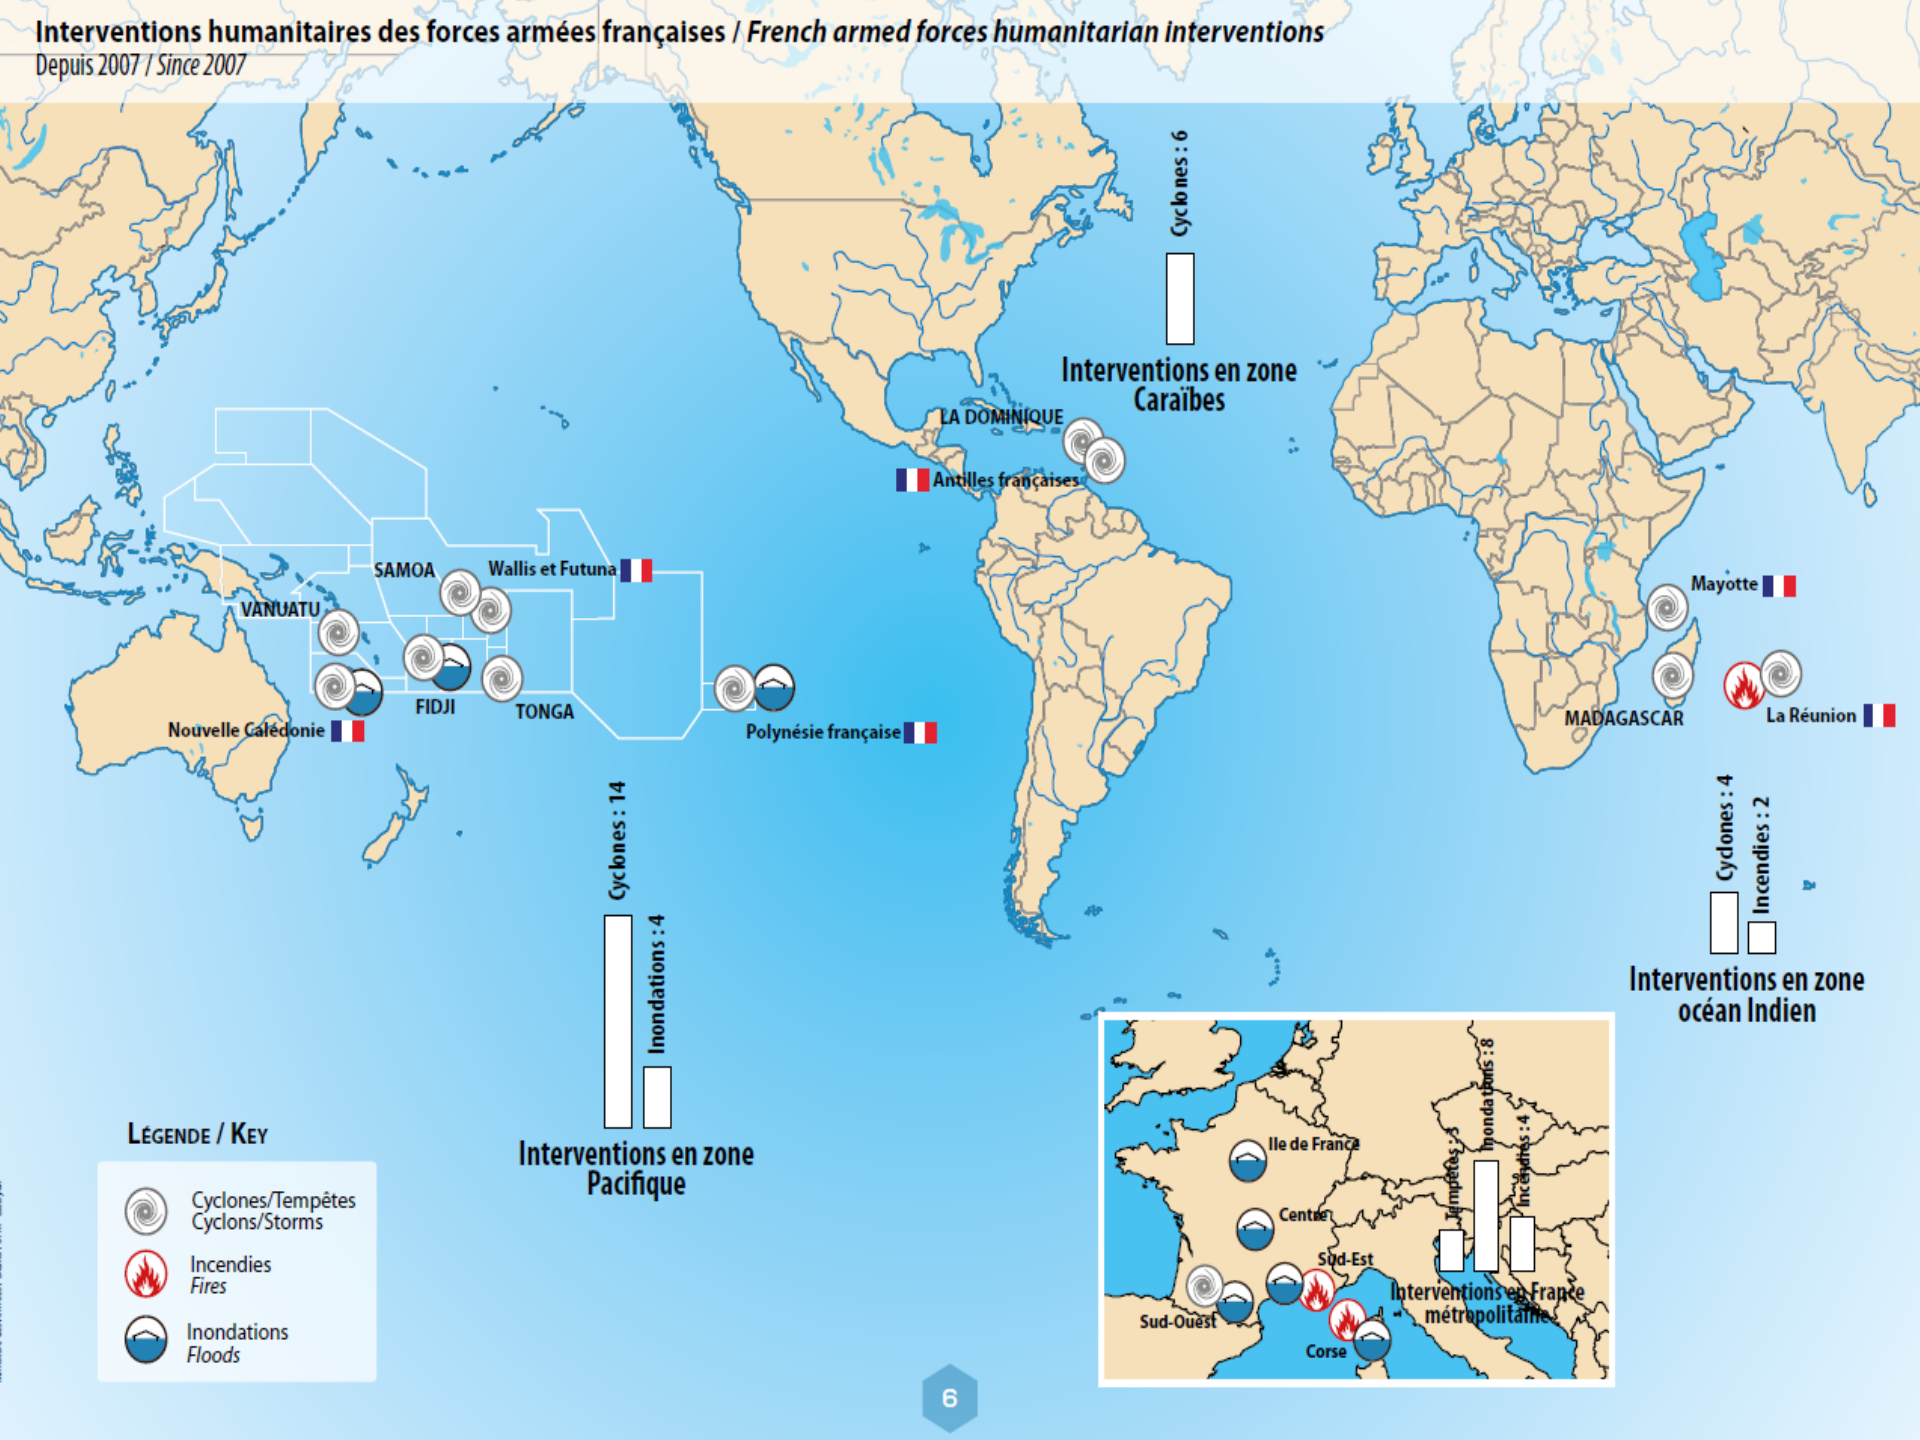 Interventions humanitaires des forces armées françaises / French armed forces humanitarian interventions
Depuis 2007 / Since 2007
Cyclones : 6
Interventions en zone
Caraïbes
LA DOMINIQUE
Antilles françaises
SAMOA
Wallis et Futuna
VANUATU
FIDJI
TONGA
Nouvelle Calédonie
Polynésie française
Mayotte
MADAGASCAR
La Réunion
Cyclones : 14
Inondations : 4
Interventions en zone
Pacifique
Cyclones : 4
Incendies : 2
Interventions en zone
océan Indien
LÉGENDE / KEY
Cyclones/Tempêtes
Cyclons/Storms
Incendies
Fires
Inondations
Floods
Ile de France
Centre
Sud-Est
Sud-Ouest
Corse
Tempêtes : 3
Inondations : 8
Incendies : 4
Interventions en France
métropolitaine
6